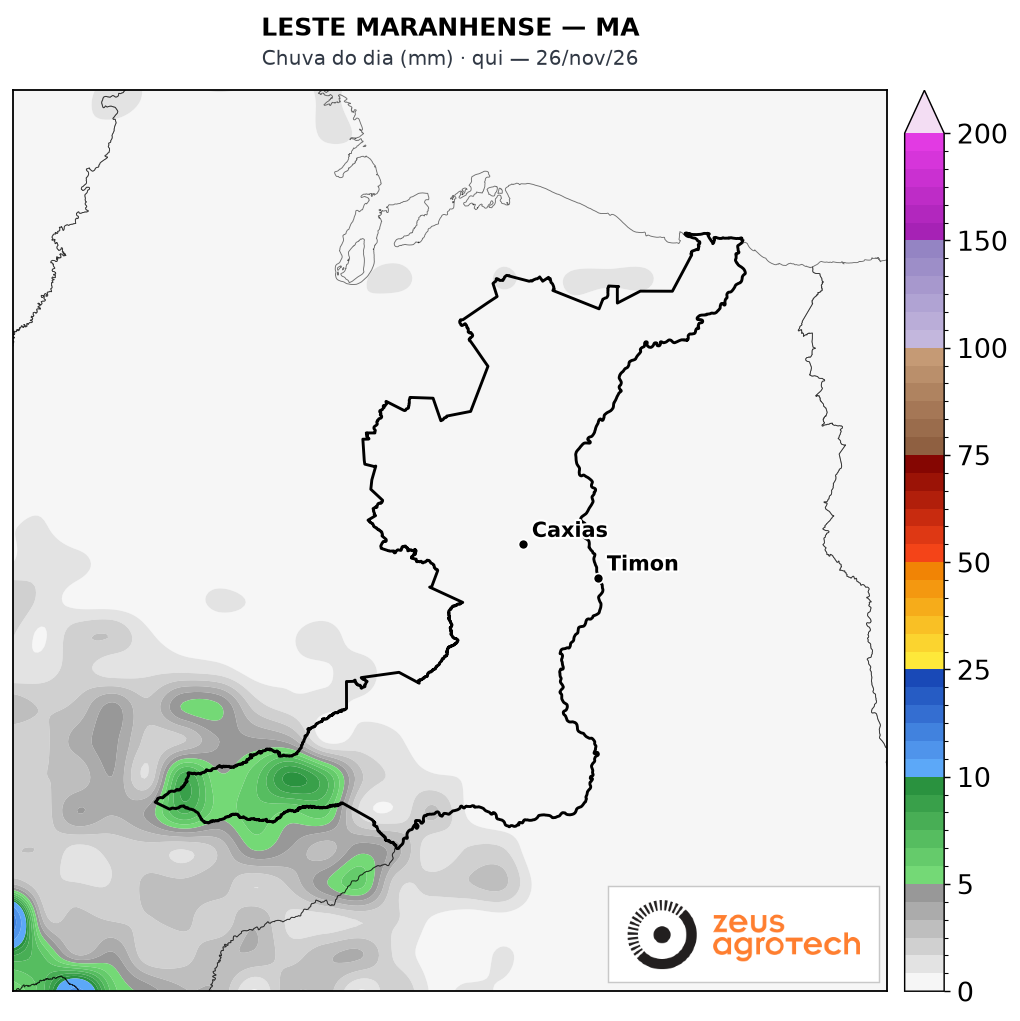 LESTE MARANHENSE — MA
Chuva do dia (mm) · qui — 26/nov/26
200
150
100
75
50
25
10
5
0
Caxias
Timon
zeus
agrotech